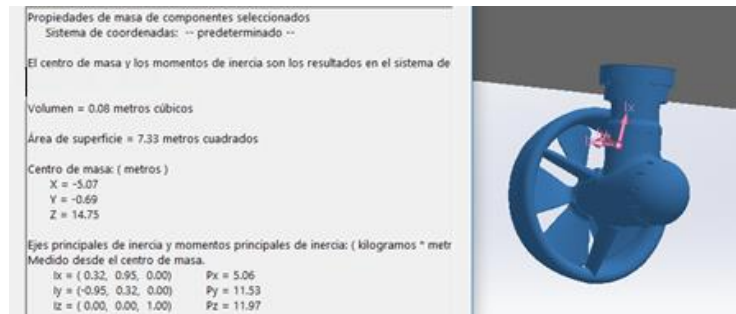 Propiedades de masa de componentes seleccionados
Sistema de coordenadas: -- predeterminado --
El centro de masa y los momentos de inercia son los resultados en el sistema de
Volumen = 0.08 metros cúbicos
Área de superficie = 7.33 metros cuadrados
Centro de masa: ( metros )
X = -5.07
Y = -0.69
Z = 14.75
Ejes principales de inercia y momentos principales de inercia: ( kilogramos * metr
Medido desde el centro de masa.
Ix = ( 0.32, 0.95, 0.00) Px = 5.06
Iy = (-0.95, 0.32, 0.00) Py = 11.53
Iz = ( 0.00, 0.00, 1.00) Pz = 11.97
Ix